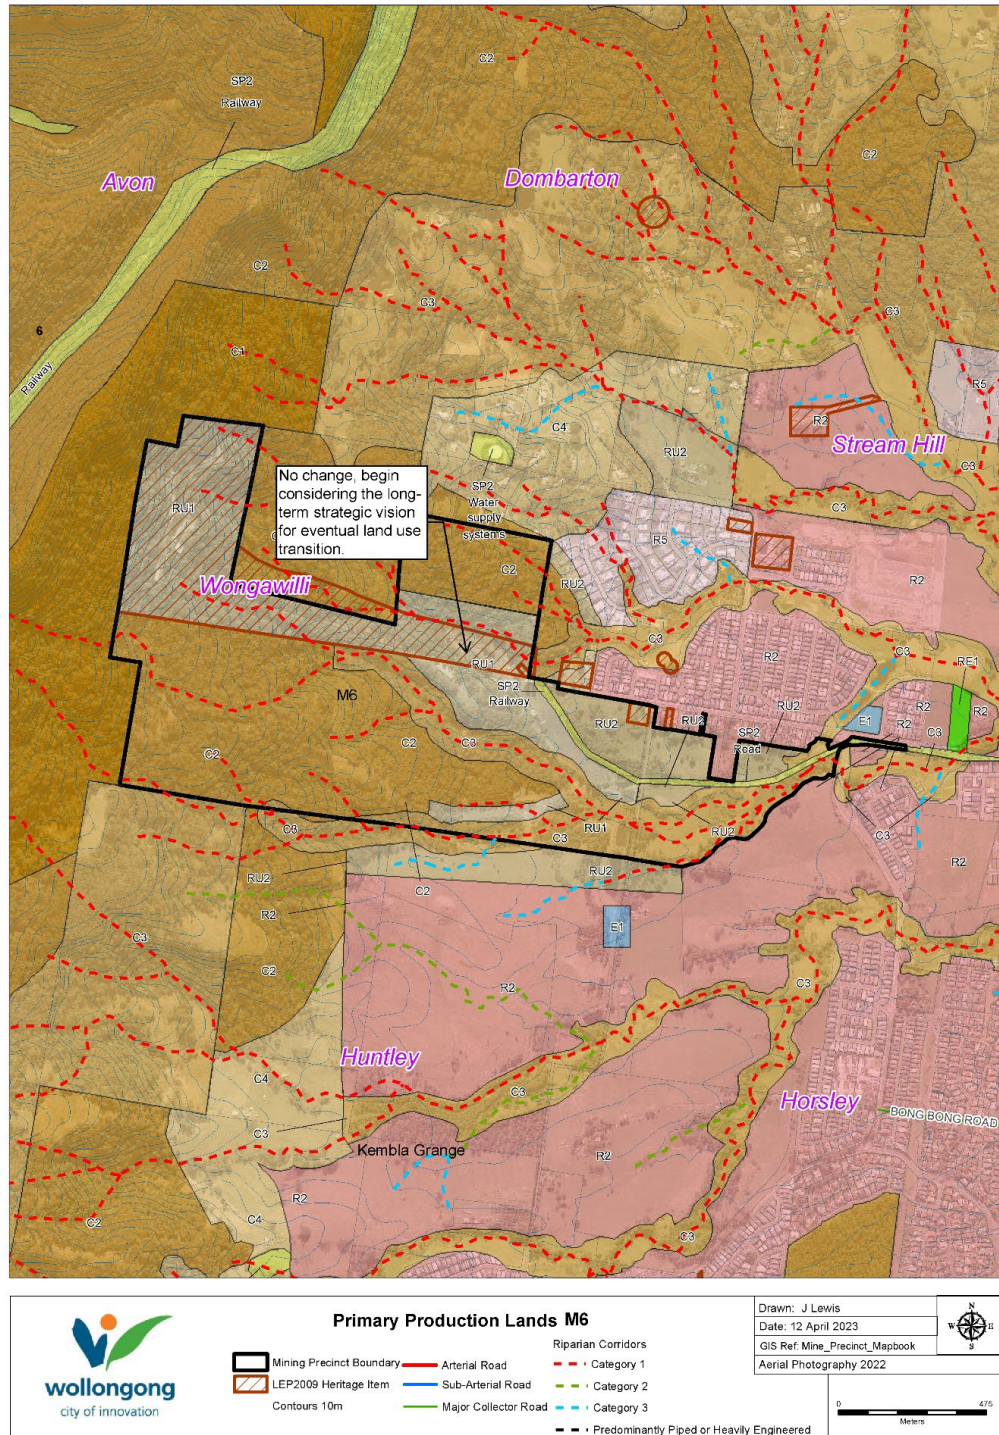 C2
SP2
Railway
C2
Avon
Dombarton
C2
C3
C3
6
C1
Railway
R5
C4
R2
RU2
Stream Hill
C3
No change, begin
considering the long-
term strategic vision
for eventual land use
transition.
SP2
Water
supply
systems
C3
RU1
R5
C2
R2
Wongawilli
RU2
C3
R2
C3
RE1
RU1
SP2
Railway
M6
RU2
RU2
RU2
R2
R2
E1
R2
SP2
Road
C3
C2
C2
C3
C3
RU1
C3
RU2
C3
RU2
RU2
C2
R2
R2
E1
C3
C2
R2
C3
Huntley
C4
C3
Horsley
BONG BONG ROAD
C3
Kembla Grange
R2
R2
C4
C2
C3
wollongong
city of innovation
Primary Production Lands M6
Mining Precinct Boundary
LEP2009 Heritage Item
Contours 10m
Arterial Road
Sub-Arterial Road
Major Collector Road
Riparian Corridors
Category 1
Category 2
Category 3
Predominantly Piped or Heavily Engineered
Drawn: J Lewis
Date: 12 April 2023
GIS Ref: Mine_Precinct_Mapbook
Aerial Photography 2022
N
W E
S
0 475
Meters